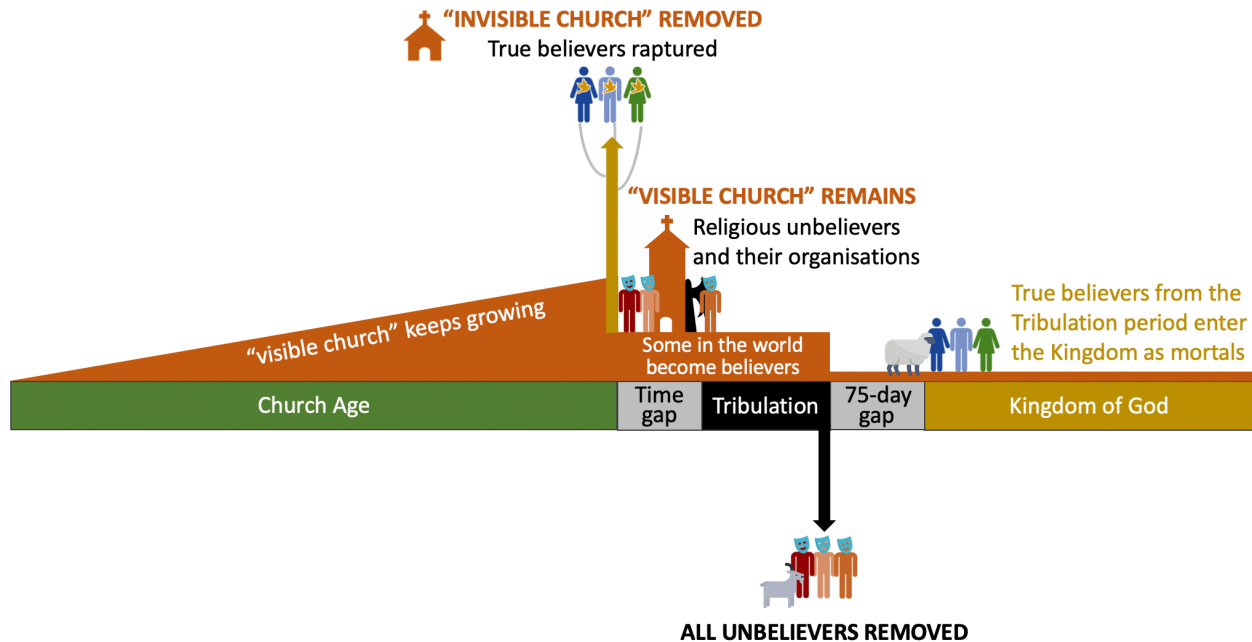 “INVISIBLE CHURCH” REMOVED
True believers raptured
“VISIBLE CHURCH” REMAINS
Religious unbelievers
and their organisations
“visible church” keeps growing
Some in the world
become believers
True believers from the
Tribulation period enter
the Kingdom as mortals
Church Age
Time
gap
Tribulation
75-day
gap
Kingdom of God
ALL UNBELIEVERS REMOVED